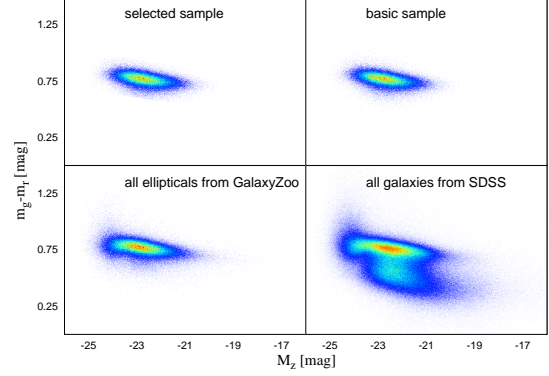 selected sample
basic sample
1.25
0.75
0.25
all ellipticals from GalaxyZoo
all galaxies from SDSS
1.25
0.75
0.25
m_g-m_r [mag]
-25 -23 -21 -19 -17 -25 -23 -21 -19 -17
M_z [mag]